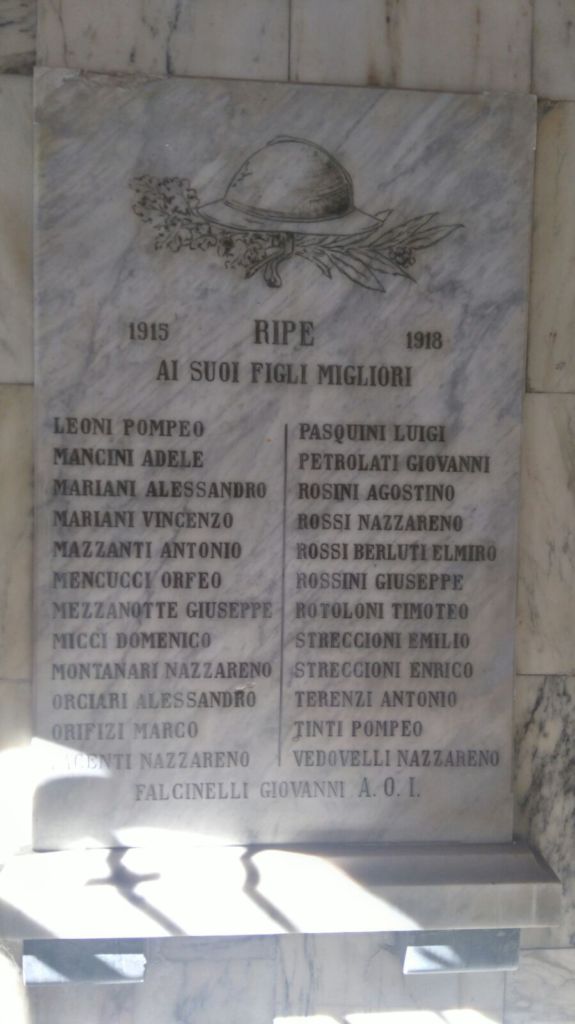 1915 RIPE 1918
AI SUOI FIGLI MIGLIORI
LEONI POMPEO
MANCINI ADELE
MARIANI ALESSANDRO
MARIANI VINCENZO
MAZZANTI ANTONIO
MENCUCCI ORFEO
MEZZANOTTE GIUSEPPE
MICCI DOMENICO
MONTANARI NAZZARENO
ORCIARI ALESSANDRO
ORIFIZI MARCO
NAZZARENO
PASQUINI LUIGI
PETROLATI GIOVANNI
ROSINI AGOSTINO
ROSSI NAZZARENO
ROSSI BERLUTI ELMIRO
ROSSINI GIUSEPPE
ROTOLONI TIMOTEO
STRECCIONI EMILIO
STRECCIONI ENRICO
TERENZI ANTONIO
TINTI POMPEO
VEDOVELLI NAZZARENO
FALCINELLI GIOVANNI A. O. I.